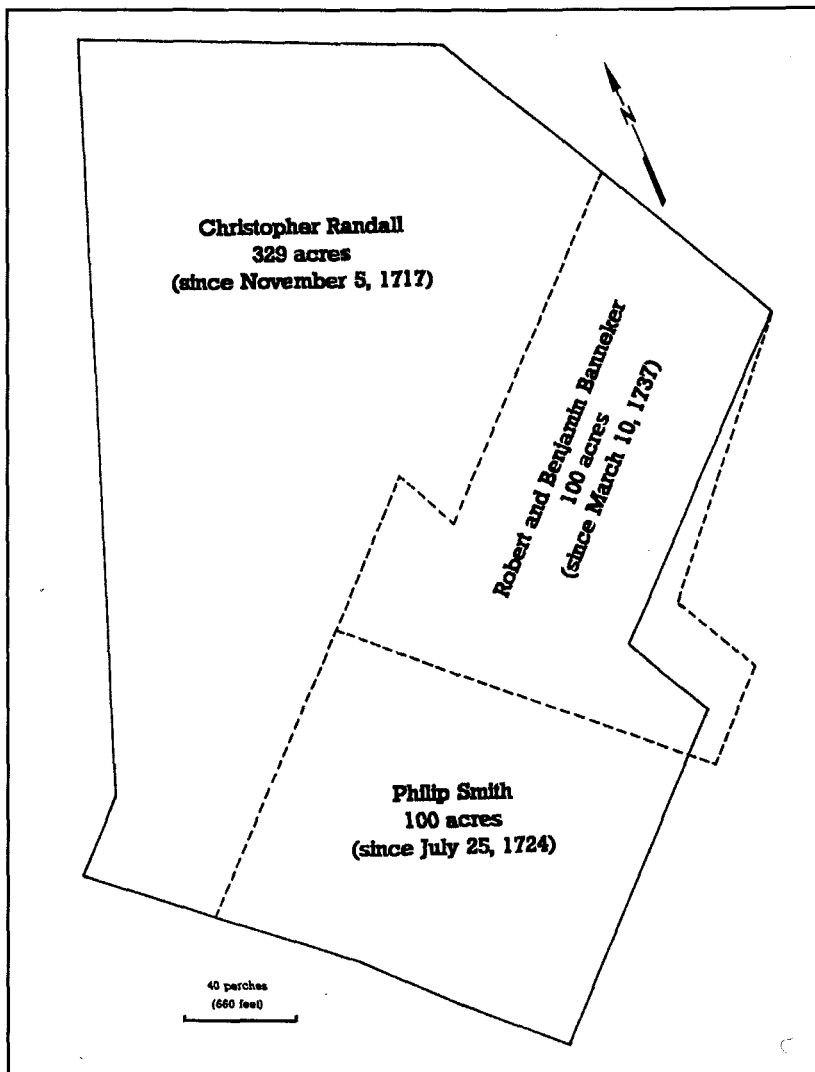 N
Christopher Randall
329 acres
(since November 5, 1717)
Robert and Benjamin Banneker
100 acres
(since March 10, 1737)
Philip Smith
100 acres
(since July 25, 1724)
40 perches
(660 feet)